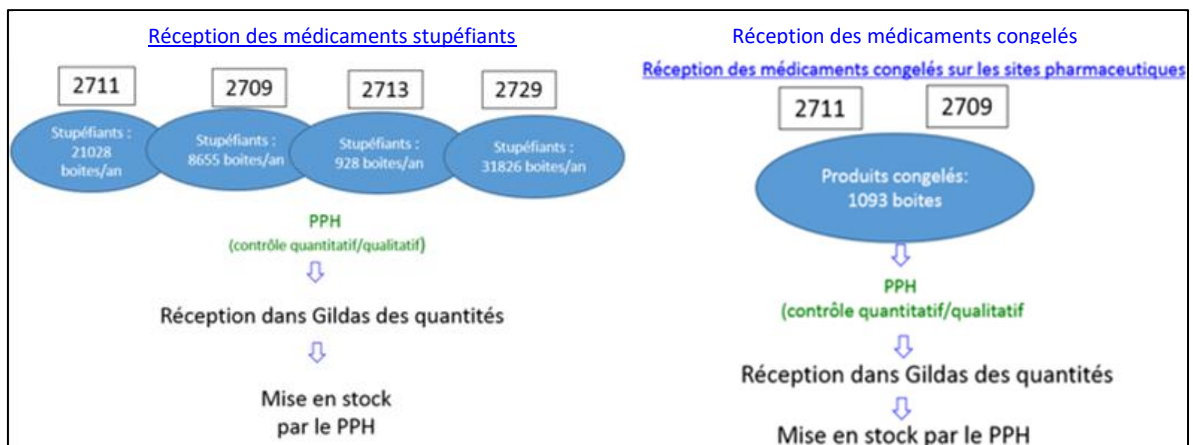 Réception des médicaments stupéfiants
2711
2709
2713
2729
Stupéfiants :
21028
boites/an
Stupéfiants :
8655 boites/an
Stupéfiants :
928 boites/an
Stupéfiants :
31826 boites/an
PPH
(contrôle quantitatif/qualitatif)
Réception dans Gildas des quantités
Mise en stock
par le PPH
Réception des médicaments congelés
Réception des médicaments congelés sur les sites pharmaceutiques
2711
2709
Produits congelés:
1093 boites
PPH
(contrôle quantitatif/qualitatif
Réception dans Gildas des quantités
Mise en stock par le PPH